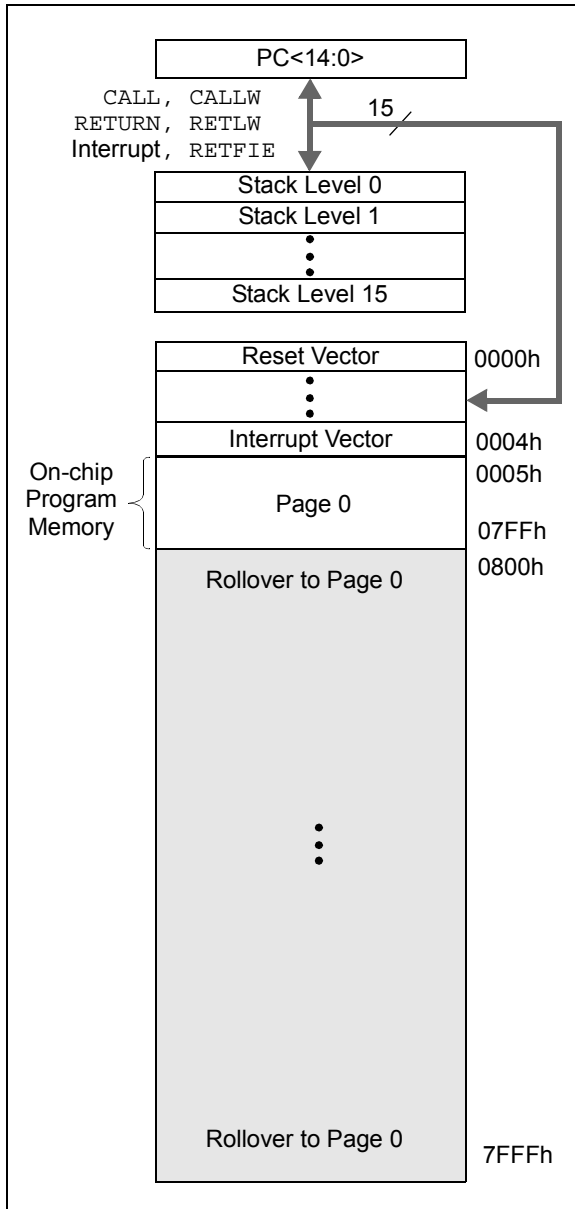 PC<14:0>
CALL, CALLW
RETURN, RETLW
Interrupt, RETFIE
15
Stack Level 0
Stack Level 1
Stack Level 15
Reset Vector
0000h
Interrupt Vector
0004h
On-chip
Program
Memory
Page 0
0005h
07FFh
Rollover to Page 0
0800h
Rollover to Page 0
7FFFh